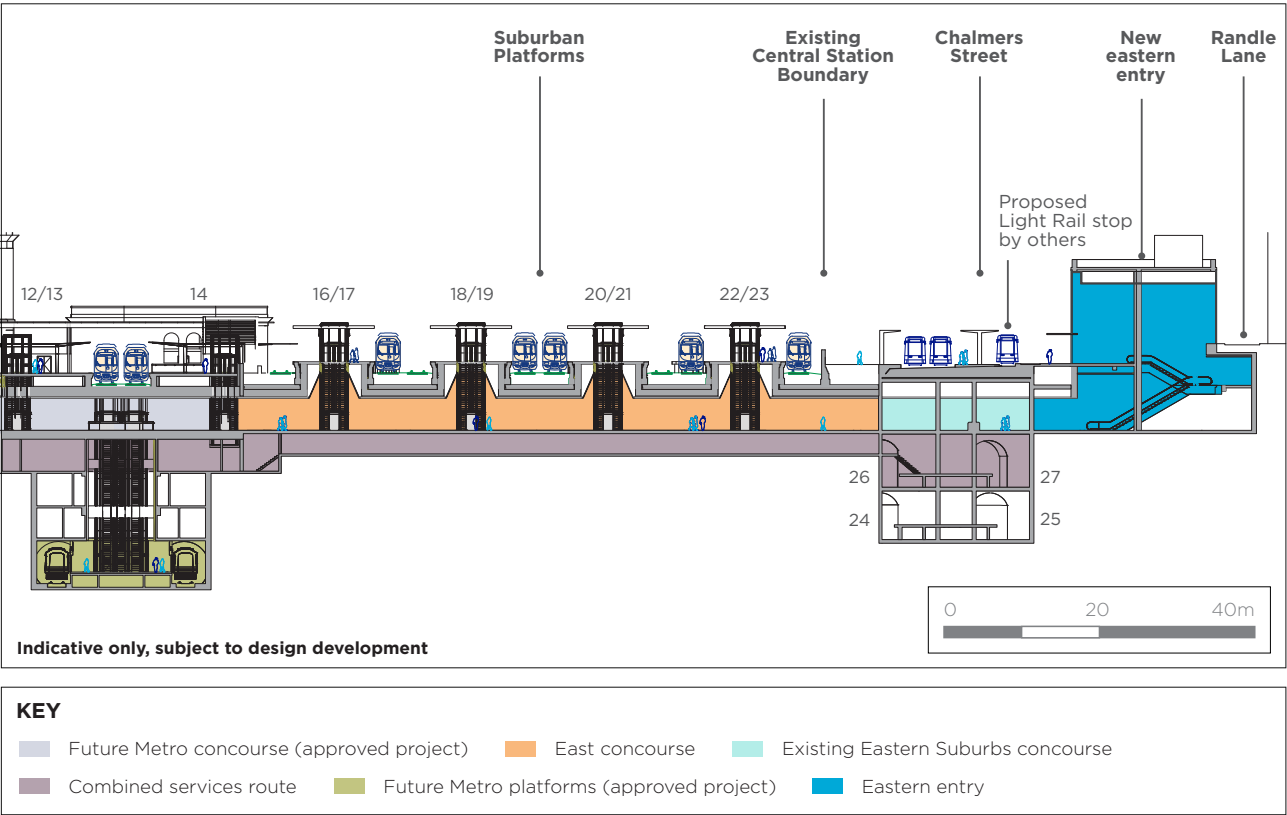 Suburban
Platforms
Existing
Central Station
Boundary
Chalmers
Street
New
eastern
entry
Randle
Lane
Proposed
Light Rail stop
by others
12/13
14
16/17
18/19
20/21
22/23
26
27
24
25
0
20
40m
Indicative only, subject to design development
KEY
Future Metro concourse (approved project)
East concourse
Existing Eastern Suburbs concourse
Combined services route
Future Metro platforms (approved project)
Eastern entry